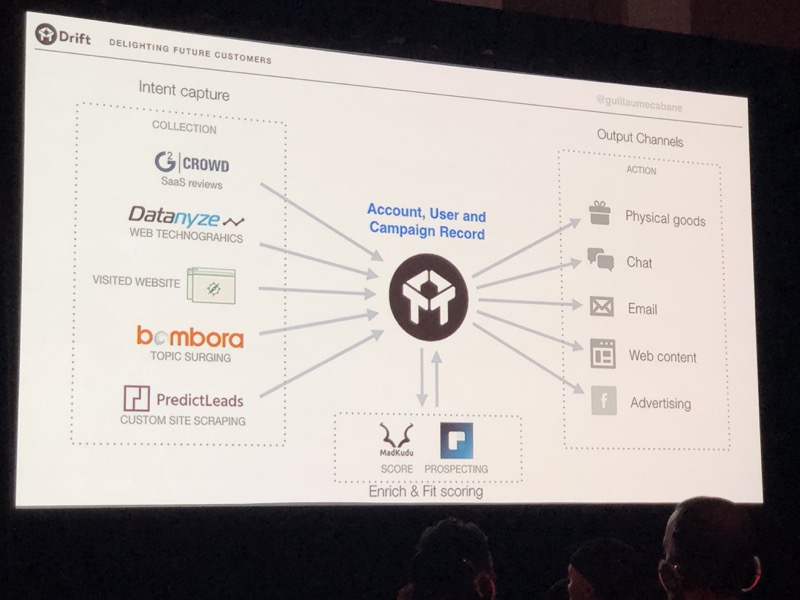 Drift
DELIGHTING FUTURE CUSTOMERS
@guillaumecabane
Intent capture
COLLECTION
G2 | CROWD
SaaS reviews
Datanyze
WEB TECHNOGRAHICS
VISITED WEBSITE
bombora
TOPIC SURGING
PredictLeads
CUSTOM SITE SCRAPING
Account, User and
Campaign Record
MadKudu
SCORE
PROSPECTING
Enrich & Fit scoring
Output Channels
ACTION
Physical goods
Chat
Email
Web content
f
Advertising